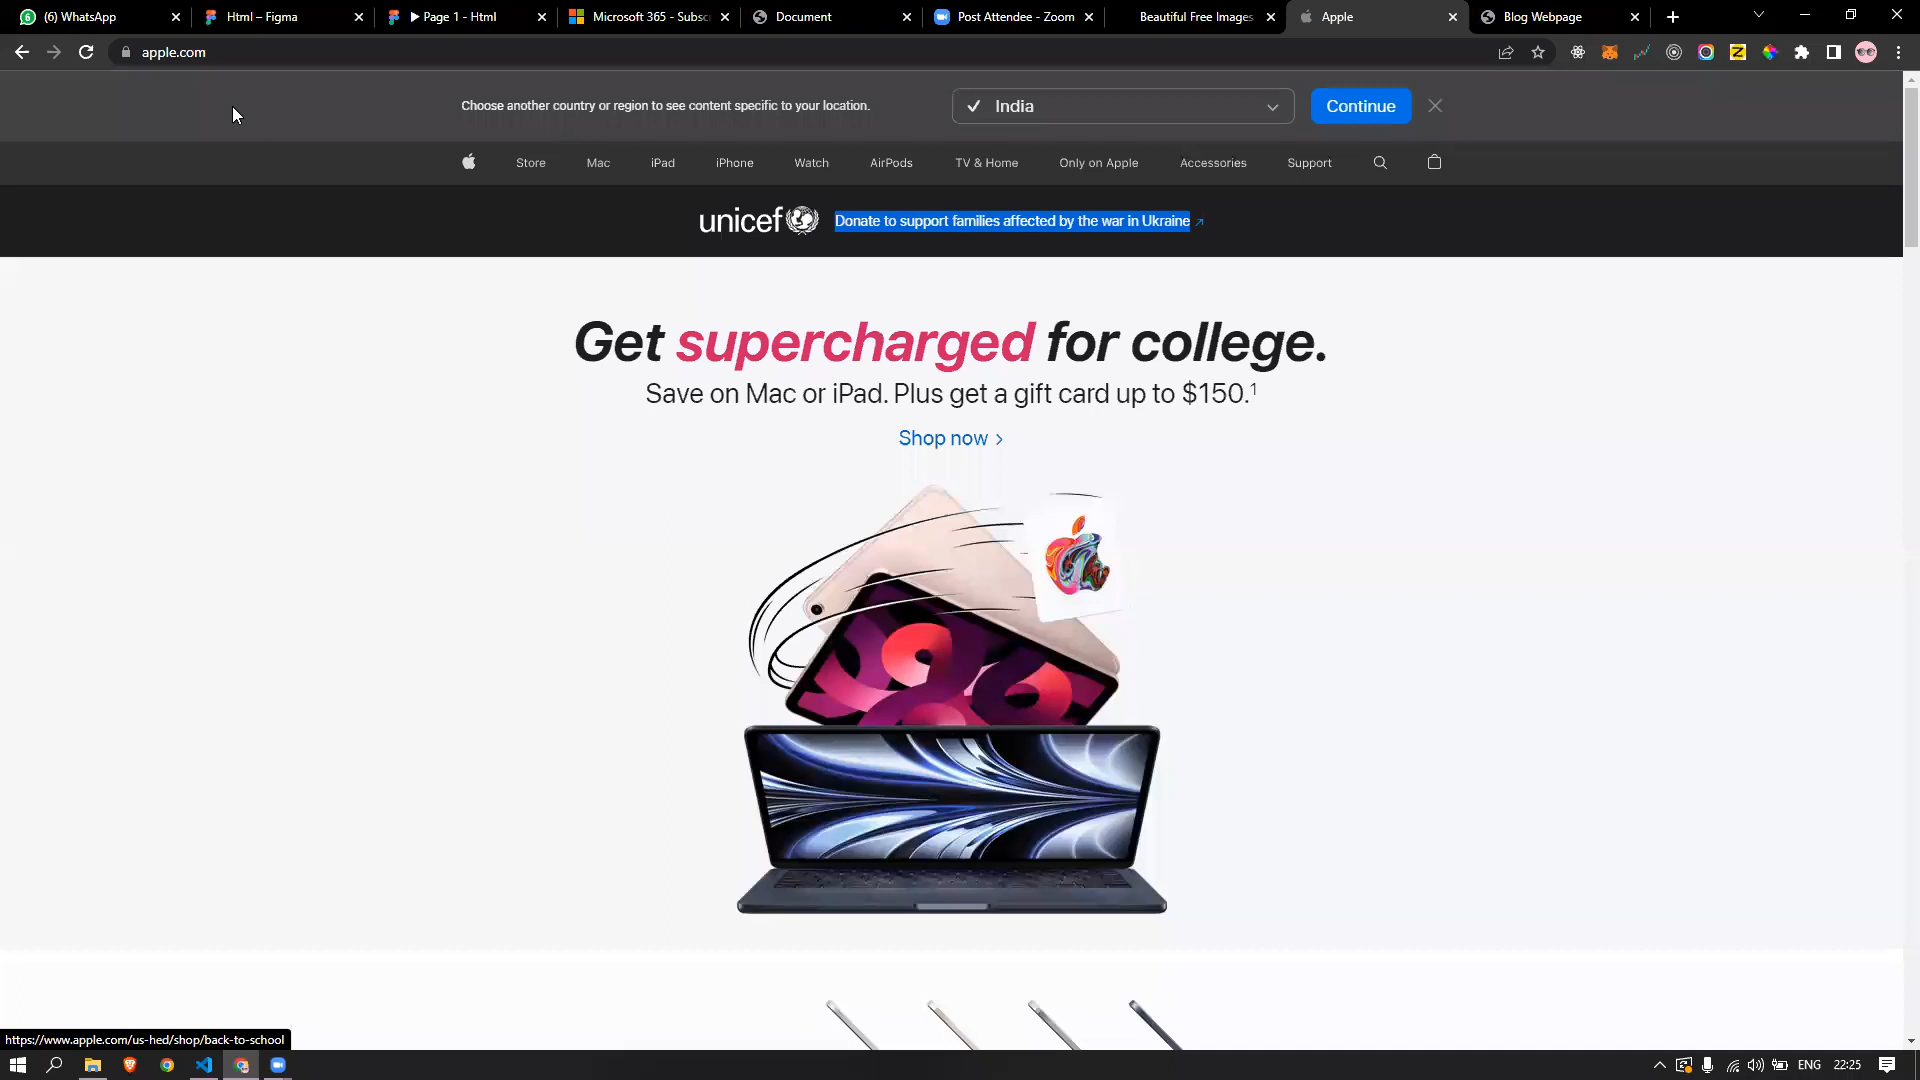 (6) WhatsApp
Html – Figma
▶ Page 1 - Html
Microsoft 365 - Subsc
Document
Post Attendee - Zoom
Beautiful Free Images
Apple
Blog Webpage
apple.com
Choose another country or region to see content specific to your location.
India
Continue
Store Mac iPad iPhone Watch AirPods TV & Home Only on Apple Accessories Support
unicef Donate to support families affected by the war in Ukraine ↗
Get supercharged for college.
Save on Mac or iPad. Plus get a gift card up to $150.¹
Shop now >
https://www.apple.com/us-hed/shop/back-to-school
ENG 22:25